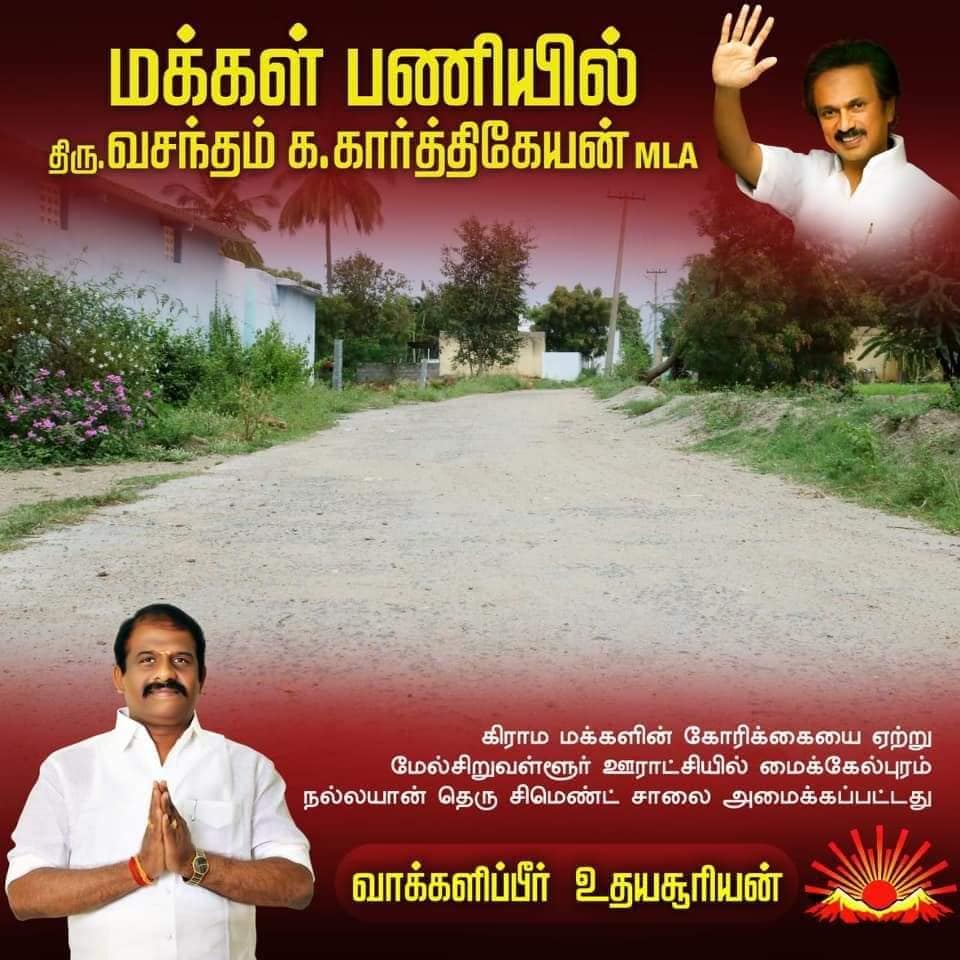 மக்கள் பணியில்
திரு.வசந்தம் க.கார்த்திகேயன் MLA
கிராம மக்களின் கோரிக்கையை ஏற்று
மேல்சிறுவள்ளூர் ஊராட்சியில் மைக்கேல்புரம்
நல்லயான் தெரு சிமெண்ட் சாலை அமைக்கப்பட்டது
வாக்களிப்பீர் உதயசூரியன்